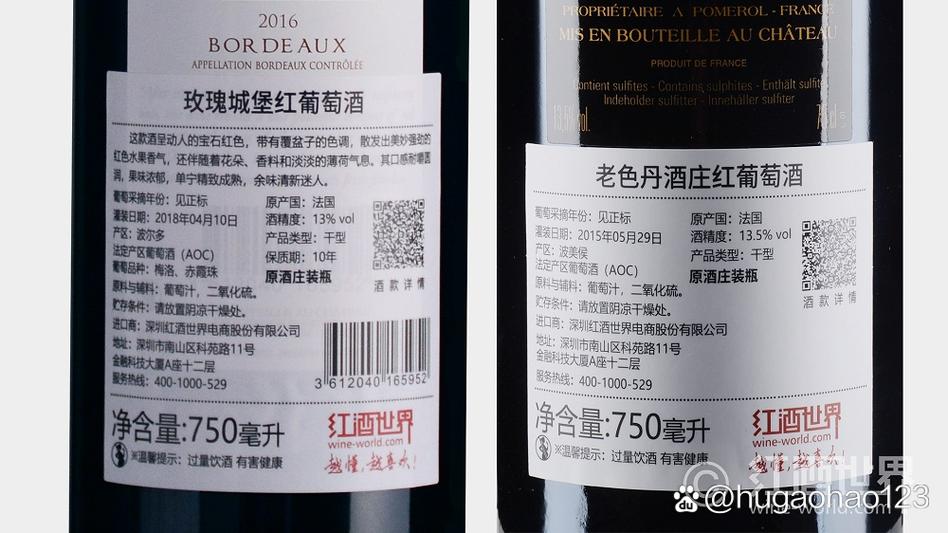 2016
BORDEAUX
APPELLATION BORDEAUX CONTRÔLÉE
玫瑰城堡红葡萄酒
这款酒呈动人的宝石红色，带有覆盆子的色调，散发出美妙强劲的
红色水果香气，还伴随着花朵、香料和淡淡的薄荷气息。其口感耐嚼圆
润，果味浓郁，单宁精致成熟，余味清新迷人。
葡萄采摘年份：见正标
灌装日期：2018年04月10日
产区：波尔多
法定产区葡萄酒（AOC）
葡萄品种：梅洛、赤霞珠
原料与辅料：葡萄汁，二氧化硫。
贮存条件：请放置阴凉干燥处。
进口商：深圳红酒世界电商股份有限公司
地址：深圳市南山区科苑路11号
金融科技大厦A座十二层
服务热线：400-1000-529
原产国：法国
酒精度：13% vol
产品类型：干型
保质期：10年
原酒庄装瓶
酒款详情
3 612040 165952
净含量:750毫升
※温馨提示：过量饮酒 有害健康
红酒世界
wine-world.com
越懂，越喜欢！
PROPRIÉTAIRE A POMEROL - FRANCE
MIS EN BOUTEILLE AU CHÂTEAU
PRODUIT DE FRANCE
Contient sulfites - Contains sulphites - Enthält sulfite
Indeholder sulfitter - Innehåller sulfiter
13,5% vol.
75 cl
老色丹酒庄红葡萄酒
葡萄采摘年份：见正标
灌装日期：2015年05月29日
产区：波美侯
法定产区葡萄酒（AOC）
原料与辅料：葡萄汁，二氧化硫。
贮存条件：请放置阴凉干燥处。
进口商：深圳红酒世界电商股份有限公司
地址：深圳市南山区科苑路11号
金融科技大厦A座十二层
服务热线：400-1000-529
原产国：法国
酒精度：13.5% vol
产品类型：干型
原酒庄装瓶
酒款详情
净含量:750毫升
※温馨提示：过量饮酒 有害健康
红酒世界
wine-world.com
越懂，越喜欢！
红酒世界
wine-world.com
@hugaohao123